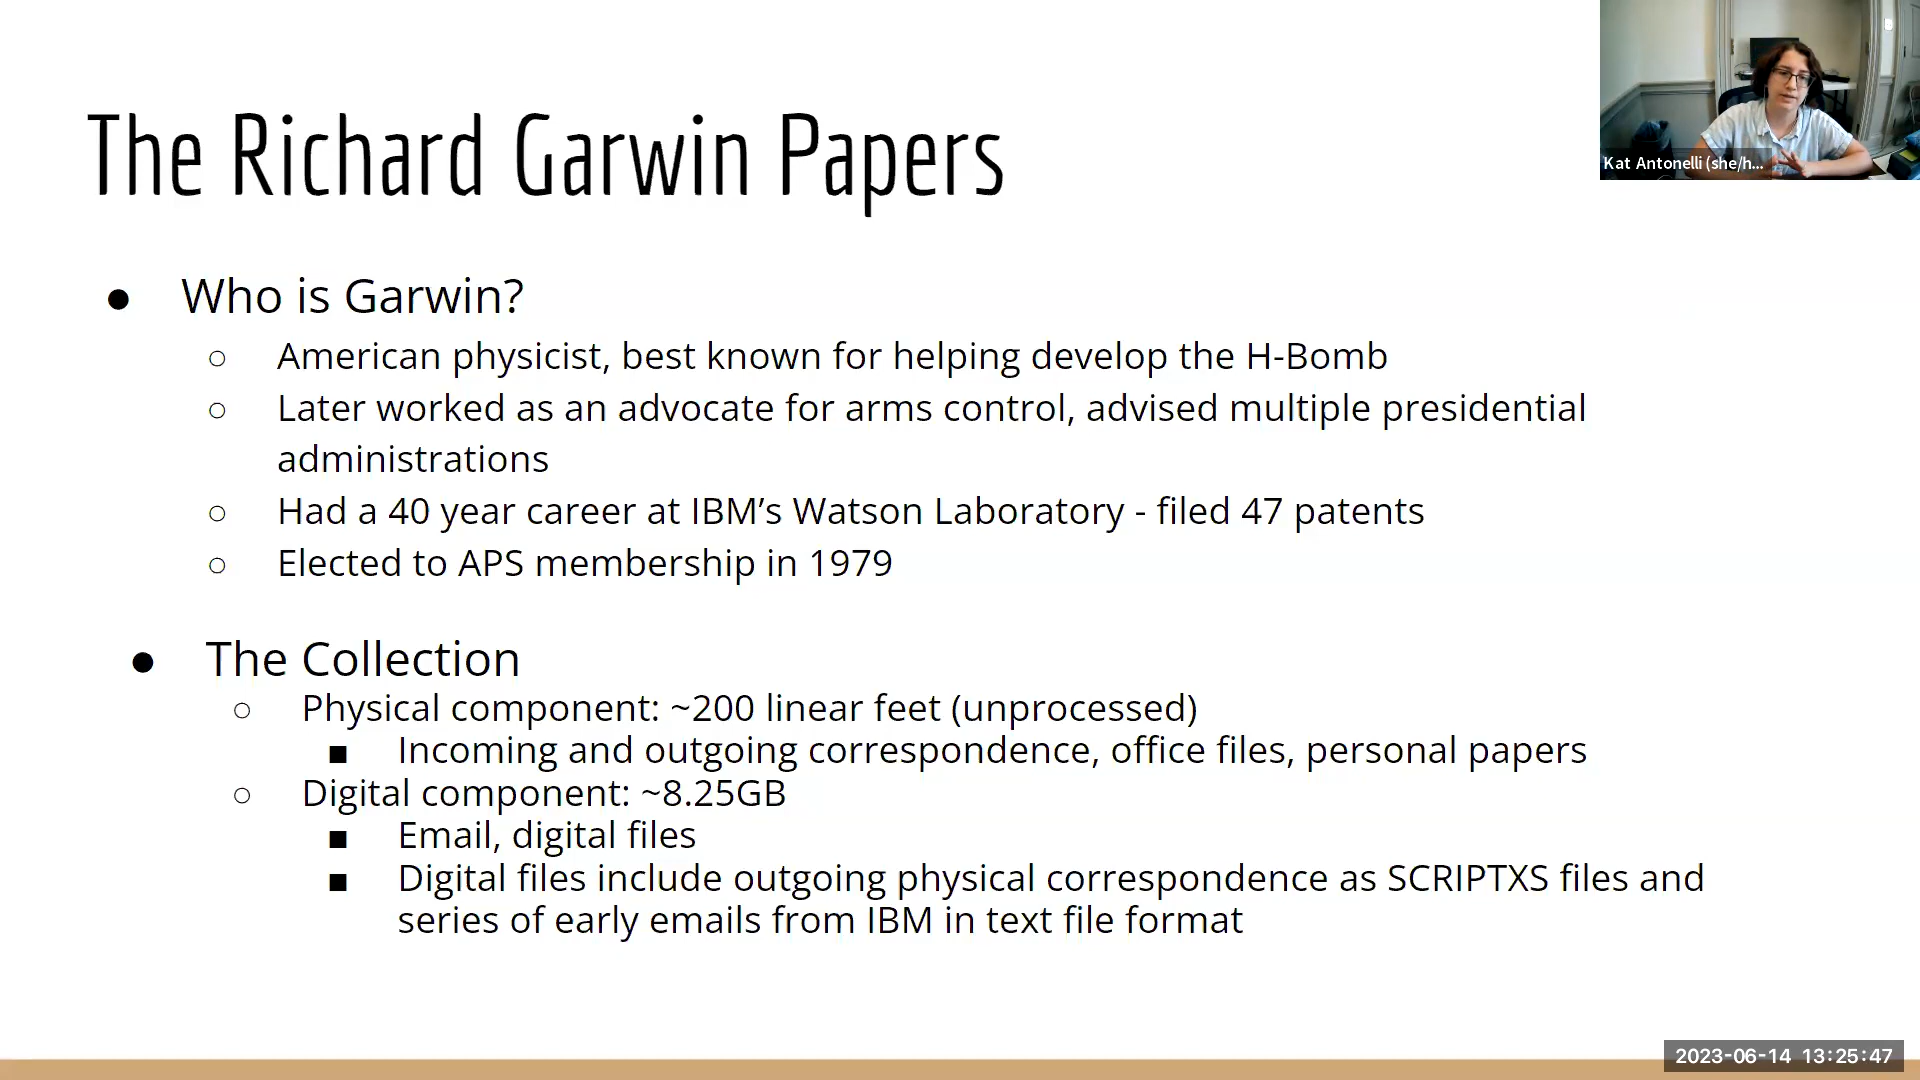 The Richard Garwin Papers
Kat Antonelli (she/h...
● Who is Garwin?
○ American physicist, best known for helping develop the H-Bomb
○ Later worked as an advocate for arms control, advised multiple presidential
administrations
○ Had a 40 year career at IBM’s Watson Laboratory - filed 47 patents
○ Elected to APS membership in 1979
● The Collection
○ Physical component: ~200 linear feet (unprocessed)
■ Incoming and outgoing correspondence, office files, personal papers
○ Digital component: ~8.25GB
■ Email, digital files
■ Digital files include outgoing physical correspondence as SCRIPTXS files and
series of early emails from IBM in text file format
2023-06-14 13:25:47